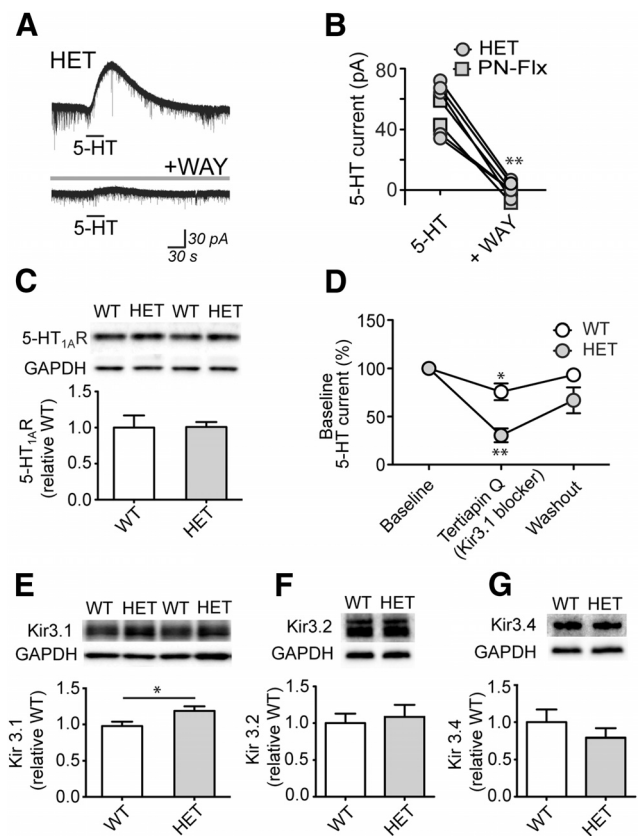 A
HET
5-HT
+WAY
5-HT
30 pA
30 s
B
HET
PN-Flx
5-HT current (pA)
80
40
0
**
5-HT
+ WAY
C
WT HET WT HET
5-HT1AR
GAPDH
5-HT1AR
(relative WT)
1.5
1.0
0.5
0.0
WT
HET
D
WT
HET
Baseline
5-HT current (%)
150
100
50
0
*
**
Baseline
Tertiapin Q
(Kir3.1 blocker)
Washout
E
WT HET WT HET
Kir3.1
GAPDH
Kir 3.1
(relative WT)
1.5
1.0
0.5
0.0
*
WT
HET
F
WT HET
Kir3.2
GAPDH
Kir 3.2
(relative WT)
1.5
1.0
0.5
0.0
WT
HET
G
WT HET
Kir3.4
GAPDH
Kir 3.4
(relative WT)
1.5
1.0
0.5
0.0
WT
HET